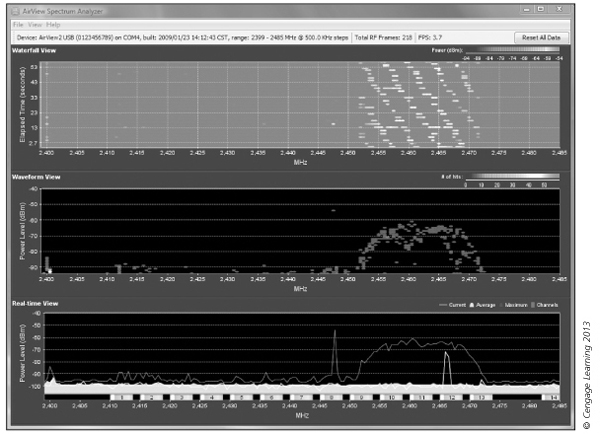 AirView Spectrum Analyzer
File View Help
Device: AirView2 USB (0123456789) on COM4, built: 2009/01/23 14:12:43 CST, range: 2399 - 2485 MHz @ 500.0 KHz steps Total RF Frames: 218 FPS: 3.7 Reset All Data
Waterfall View
Power (dBm):
-94 -89 -84 -79 -74 -69 -64 -59 -54
Elapsed Time (seconds)
53
43
33
23
13
2.7
2,400 2,405 2,410 2,415 2,420 2,425 2,430 2,435 2,440 2,445 2,450 2,455 2,460 2,465 2,470 2,475 2,480 2,485
MHz
Waveform View
# of hits:
0 10 20 30 40 50
Power Level (dBm)
-40
-50
-60
-70
-80
-90
2,400 2,405 2,410 2,415 2,420 2,425 2,430 2,435 2,440 2,445 2,450 2,455 2,460 2,465 2,470 2,475 2,480 2,485
MHz
Real-time View
Current Average Maximum Channels
Power Level (dBm)
-40
-50
-60
-70
-80
-90
-100
1 2 3 4 5 6 7 8 9 10 11 12 13 14
2,400 2,405 2,410 2,415 2,420 2,425 2,430 2,435 2,440 2,445 2,450 2,455 2,460 2,465 2,470 2,475 2,480 2,485
MHz
© Cengage Learning 2013